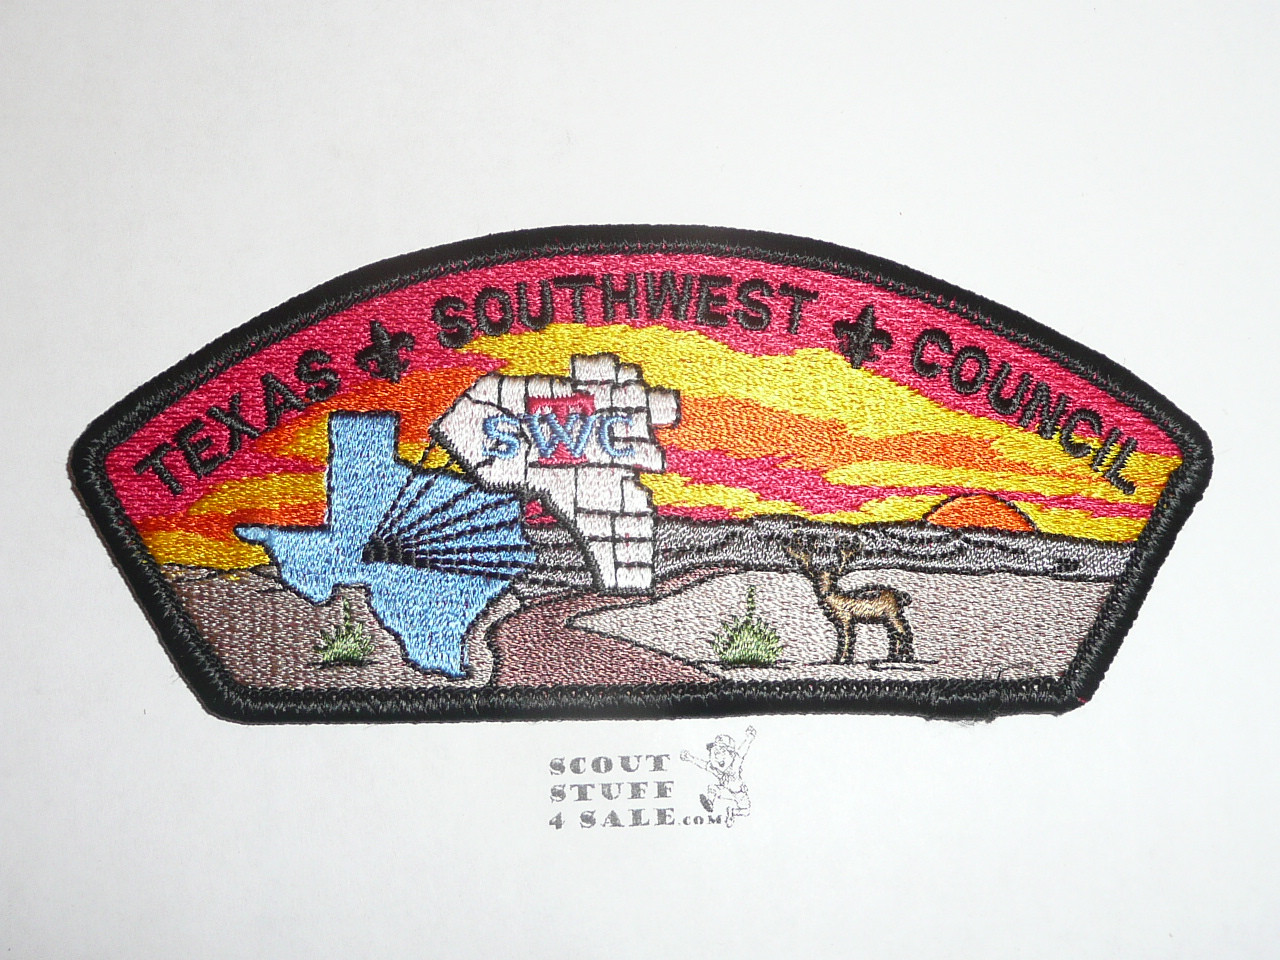 TEXAS SOUTHWEST COUNCIL
SWC
SCOUT
STUFF
4 SALE.COM